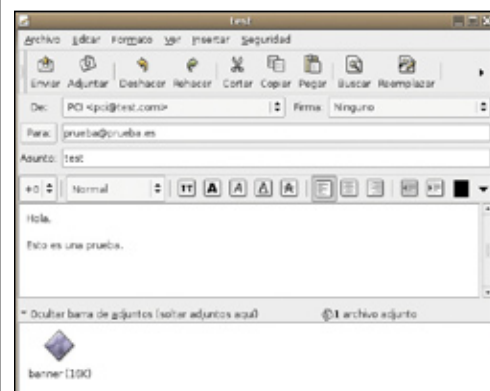 test
Archivo Editar Formato Ver Insertar Seguridad
Enviar Adjuntar Deshacer Rehacer Cortar Copiar Pegar Buscar Reemplazar
De: PCI <pci@test.com> Firma: Ninguno
Para: prueba@prueba.es
Asunto: test
+0 Normal TT A A A A
Hola,
Esto es una prueba.
Ocultar barra de adjuntos (soltar adjuntos aquí) 1 archivo adjunto
banner (10K)